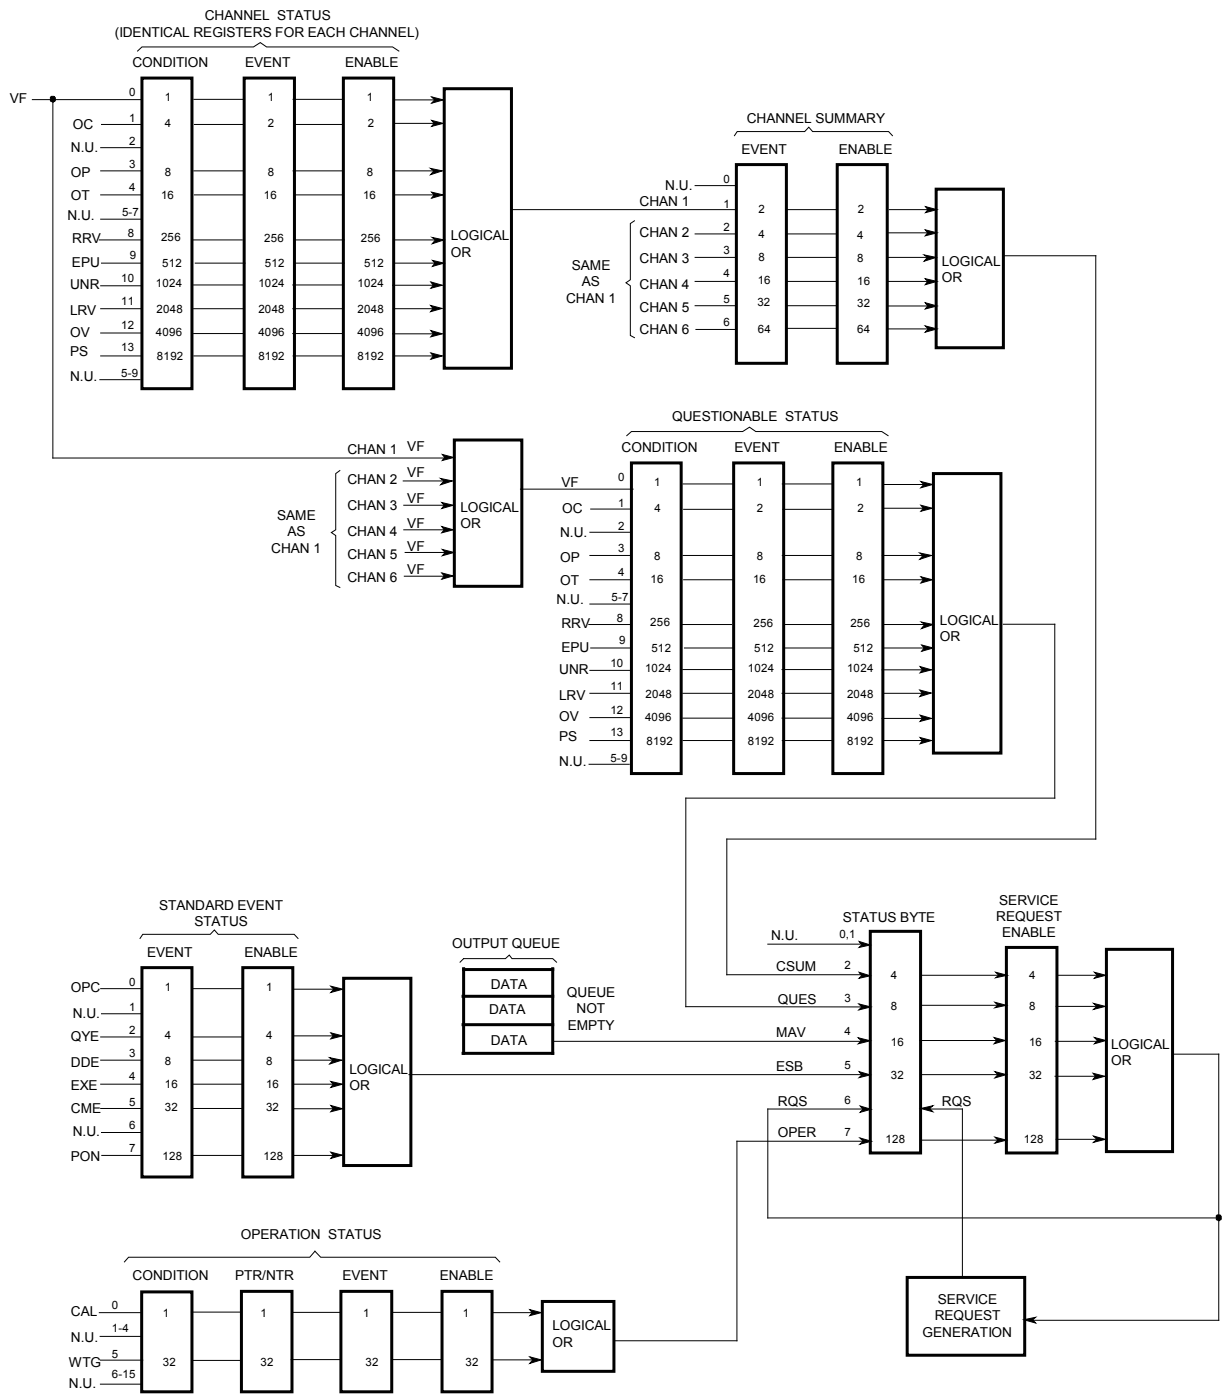 CHANNEL STATUS
(IDENTICAL REGISTERS FOR EACH CHANNEL)
CONDITION EVENT ENABLE
VF 0 1 1 1
OC 1 4 2 2
N.U. 2
OP 3 8 8 8
OT 4 16 16 16
N.U. 5-7
RRV 8 256 256 256
EPU 9 512 512 512
UNR 10 1024 1024 1024
LRV 11 2048 2048 2048
OV 12 4096 4096 4096
PS 13 8192 8192 8192
N.U. 5-9
LOGICAL
OR
CHANNEL SUMMARY
EVENT ENABLE
N.U. 0
CHAN 1 1 2 2
CHAN 2 2 4 4
CHAN 3 3 8 8
CHAN 4 4 16 16
CHAN 5 5 32 32
CHAN 6 6 64 64
SAME
AS
CHAN 1
LOGICAL
OR
CHAN 1 VF
CHAN 2 VF
CHAN 3 VF
CHAN 4 VF
CHAN 5 VF
CHAN 6 VF
SAME
AS
CHAN 1
LOGICAL
OR
QUESTIONABLE STATUS
CONDITION EVENT ENABLE
VF 0 1 1 1
OC 1 4 2 2
N.U. 2
OP 3 8 8 8
OT 4 16 16 16
N.U. 5-7
RRV 8 256 256 256
EPU 9 512 512 512
UNR 10 1024 1024 1024
LRV 11 2048 2048 2048
OV 12 4096 4096 4096
PS 13 8192 8192 8192
N.U. 5-9
LOGICAL
OR
STANDARD EVENT
STATUS
EVENT ENABLE
OPC 0 1 1
N.U. 1
QYE 2 4 4
DDE 3 8 8
EXE 4 16 16
CME 5 32 32
N.U. 6
PON 7 128 128
LOGICAL
OR
OUTPUT QUEUE
DATA
DATA
DATA
QUEUE
NOT
EMPTY
STATUS BYTE
SERVICE
REQUEST
ENABLE
N.U. 0,1
CSUM 2 4 4
QUES 3 8 8
MAV 4 16 16
ESB 5 32 32
RQS 6 RQS
OPER 7 128 128
LOGICAL
OR
OPERATION STATUS
CONDITION PTR/NTR EVENT ENABLE
CAL 0 1 1 1 1
N.U. 1-4
WTG 5 32 32 32 32
N.U. 6-15
LOGICAL
OR
SERVICE
REQUEST
GENERATION